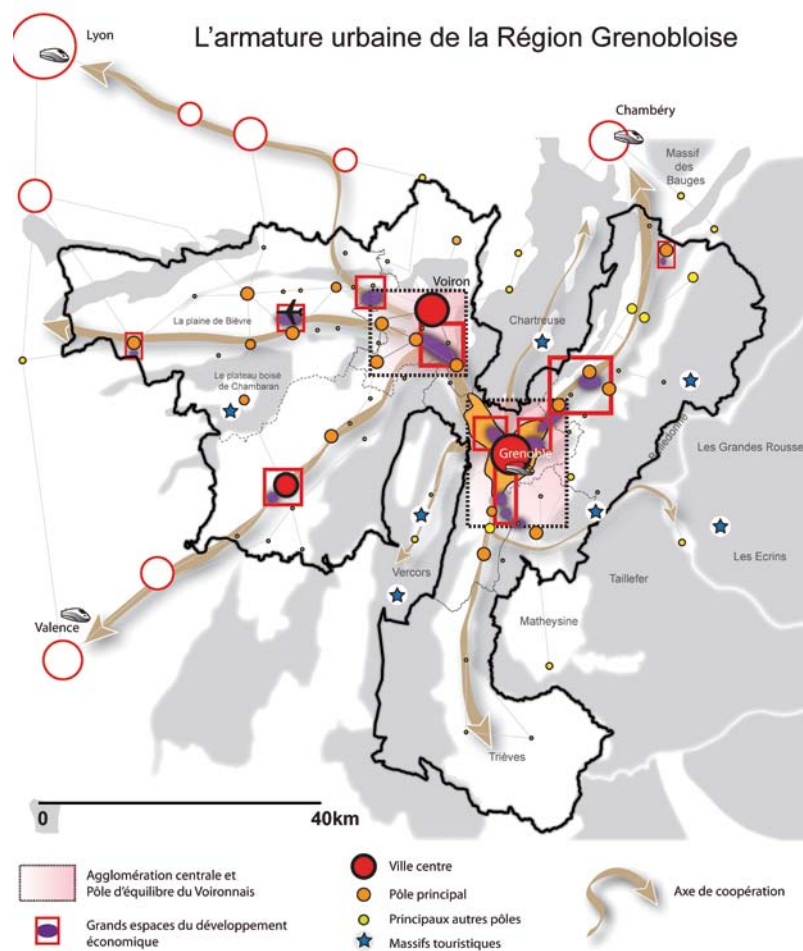 L'armature urbaine de la Région Grenobloise
Lyon
Chambéry
Massif
des
Bauges
Voiron
La plaine de Bièvre
Chartreuse
Le plateau boisé
de Chambaran
Belledonne
Les Grandes Rousse
Grenoble
Les Ecrins
Vercors
Taillefer
Valence
Matheysine
Trièves
0
40km
Agglomération centrale et
Pôle d'équilibre du Voironnais
Grands espaces du développement
économique
Ville centre
Pôle principal
Principaux autres pôles
Massifs touristiques
Axe de coopération